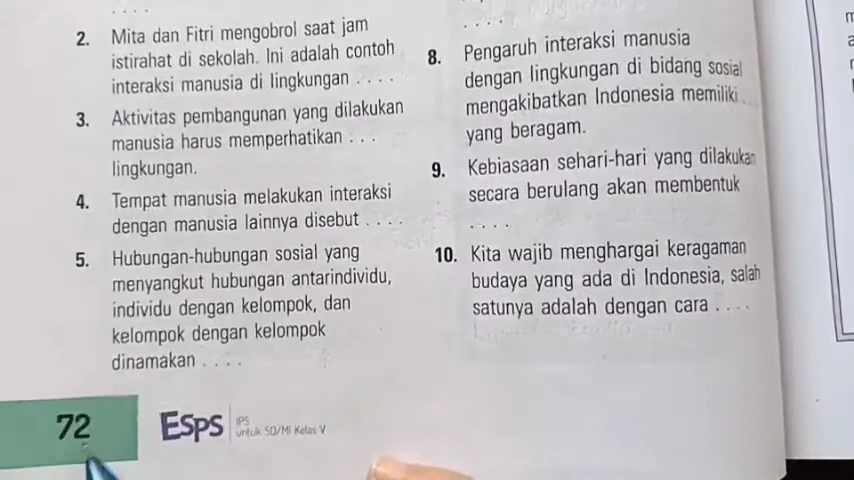 . . . .
2. Mita dan Fitri mengobrol saat jam
istirahat di sekolah. Ini adalah contoh
interaksi manusia di lingkungan . . . .
3. Aktivitas pembangunan yang dilakukan
manusia harus memperhatikan . . .
lingkungan.
4. Tempat manusia melakukan interaksi
dengan manusia lainnya disebut . . . .
5. Hubungan-hubungan sosial yang
menyangkut hubungan antarindividu,
individu dengan kelompok, dan
kelompok dengan kelompok
dinamakan . . . .
. . . .
8. Pengaruh interaksi manusia
dengan lingkungan di bidang sosial
mengakibatkan Indonesia memiliki . . .
yang beragam.
9. Kebiasaan sehari-hari yang dilakukan
secara berulang akan membentuk
. . . .
10. Kita wajib menghargai keragaman
budaya yang ada di Indonesia, salah
satunya adalah dengan cara . . . .
72
ESPS
IPS
untuk SD/MI Kelas V